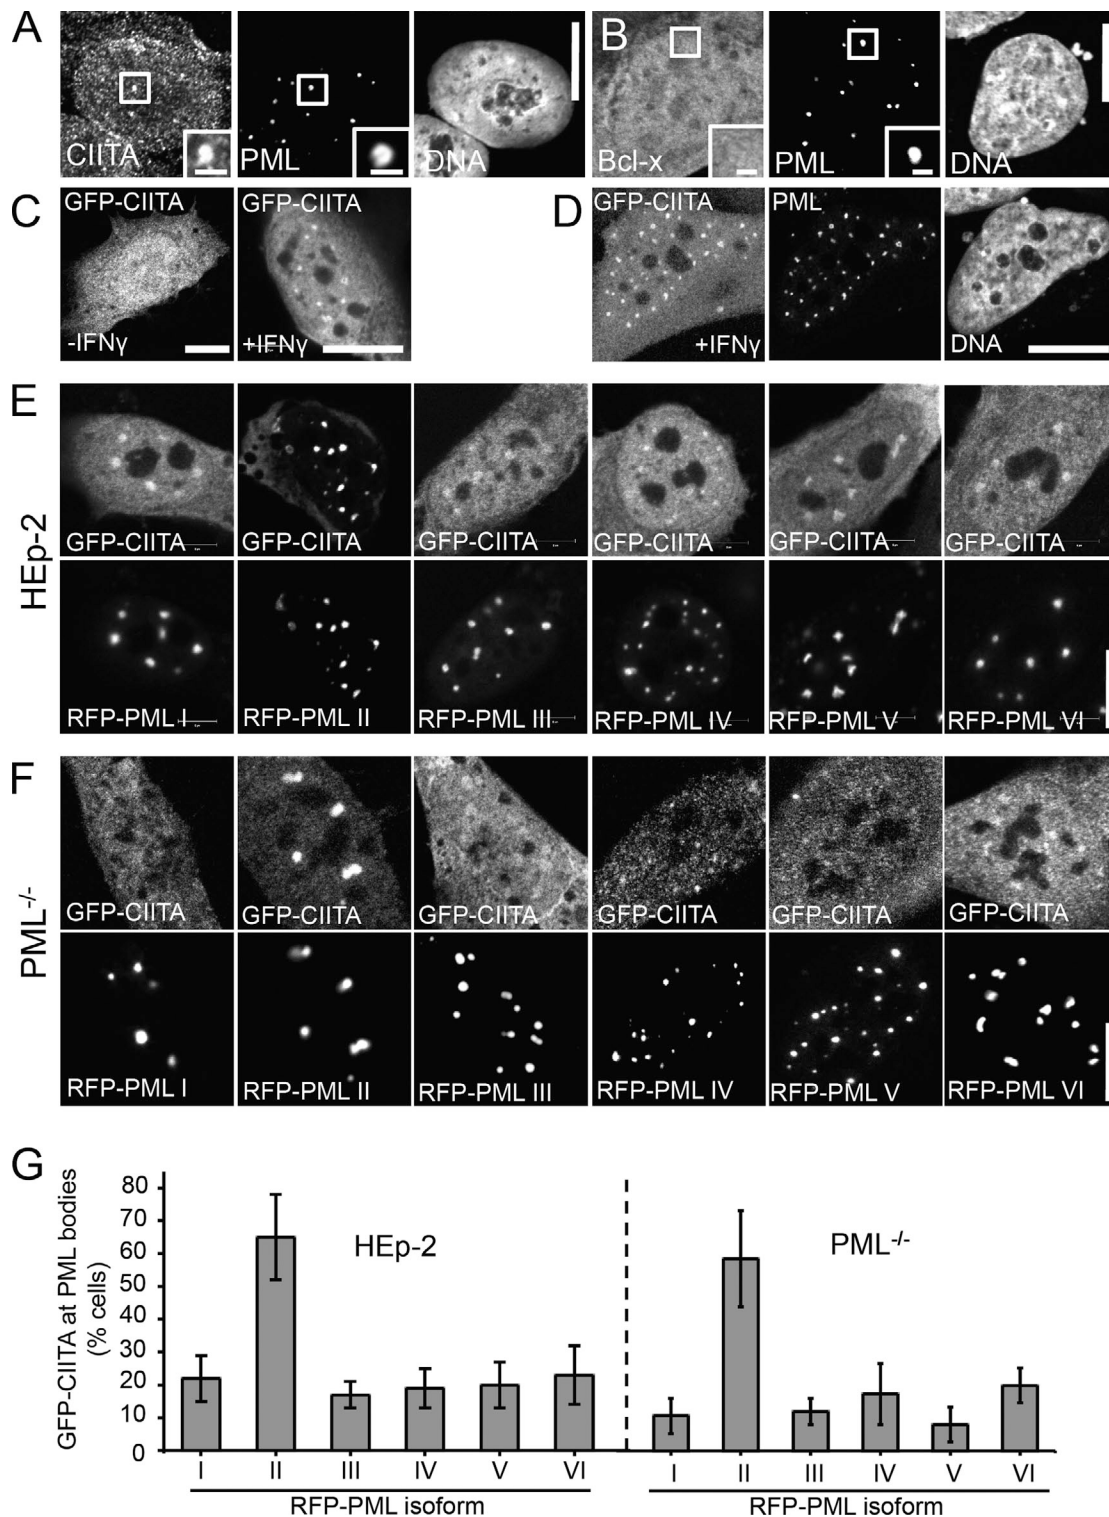 A
CIITA
PML
DNA
B
Bcl-x
PML
DNA
C
GFP-CIITA
-IFNγ
GFP-CIITA
+IFNγ
D
GFP-CIITA
+IFNγ
PML
DNA
E
HEp-2
GFP-CIITA
GFP-CIITA
GFP-CIITA
GFP-CIITA
GFP-CIITA
GFP-CIITA
RFP-PML I
RFP-PML II
RFP-PML III
RFP-PML IV
RFP-PML V
RFP-PML VI
F
PML-/-
GFP-CIITA
GFP-CIITA
GFP-CIITA
GFP-CIITA
GFP-CIITA
GFP-CIITA
RFP-PML I
RFP-PML II
RFP-PML III
RFP-PML IV
RFP-PML V
RFP-PML VI
G
GFP-CIITA at PML bodies
(% cells)
80
70
60
50
40
30
20
10
0
HEp-2
PML-/-
I II III IV V VI
I II III IV V VI
RFP-PML isoform
RFP-PML isoform